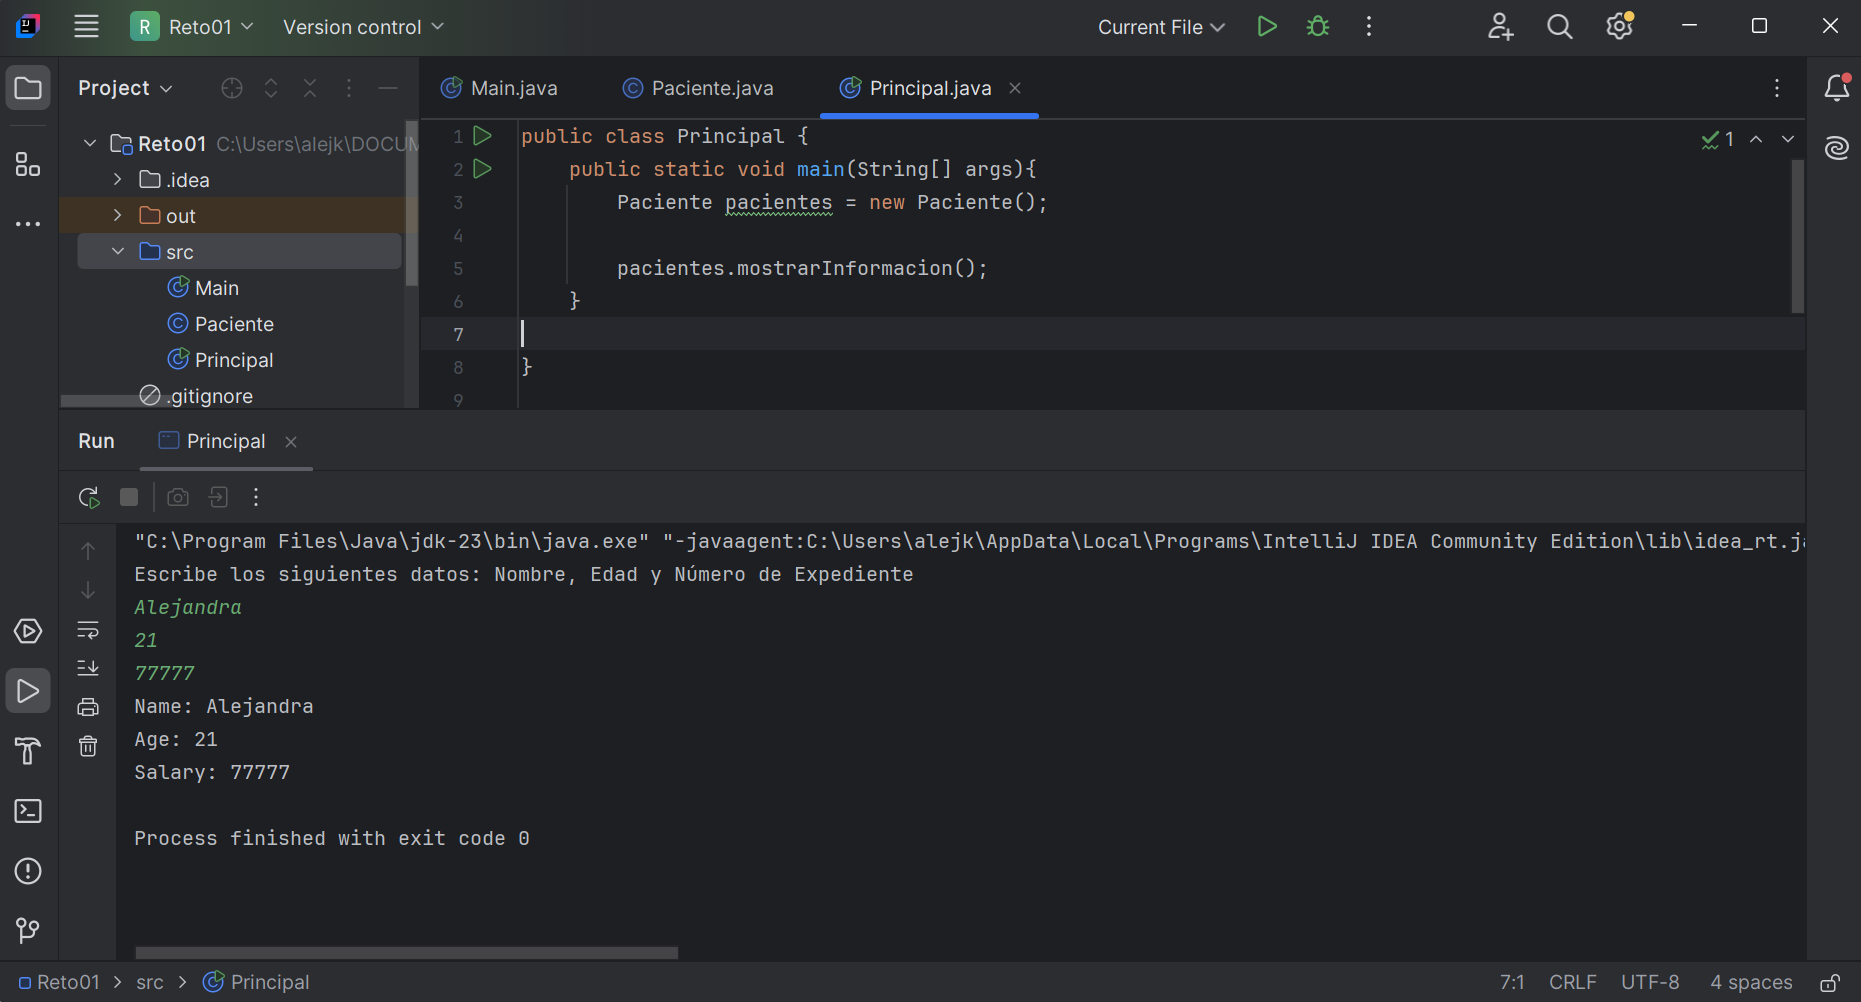 R Reto01 Version control Current File
Project
Main.java Paciente.java Principal.java
Reto01 C:\Users\alejk\DOCUM
.idea
out
src
Main
Paciente
Principal
.gitignore
1 public class Principal {
2 public static void main(String[] args){
3 Paciente pacientes = new Paciente();
4
5 pacientes.mostrarInformacion();
6 }
7
8 }
9
1
Run Principal
"C:\Program Files\Java\jdk-23\bin\java.exe" "-javaagent:C:\Users\alejk\AppData\Local\Programs\IntelliJ IDEA Community Edition\lib\idea_rt.ja
Escribe los siguientes datos: Nombre, Edad y Número de Expediente
Alejandra
21
77777
Name: Alejandra
Age: 21
Salary: 77777
Process finished with exit code 0
Reto01 > src > Principal 7:1 CRLF UTF-8 4 spaces